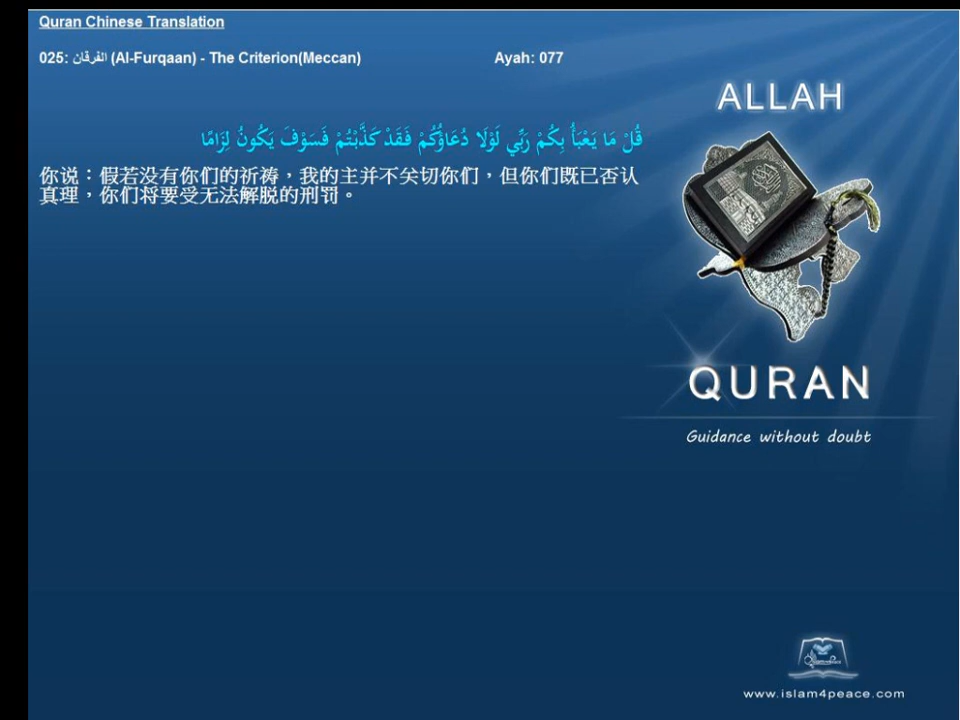 Quran Chinese Translation
025: الفرقان (Al-Furqaan) - The Criterion(Meccan) Ayah: 077
قُلْ مَا يَعْبَأُ بِكُمْ رَبِّي لَوْلَا دُعَاؤُكُمْ فَقَدْ كَذَّبْتُمْ فَسَوْفَ يَكُونُ لِزَامًا
你说：假若没有你们的祈祷，我的主并不关切你们，但你们既已否认
真理，你们将要受无法解脱的刑罚。
ALLAH
QURAN
Guidance without doubt
www.islam4peace.com